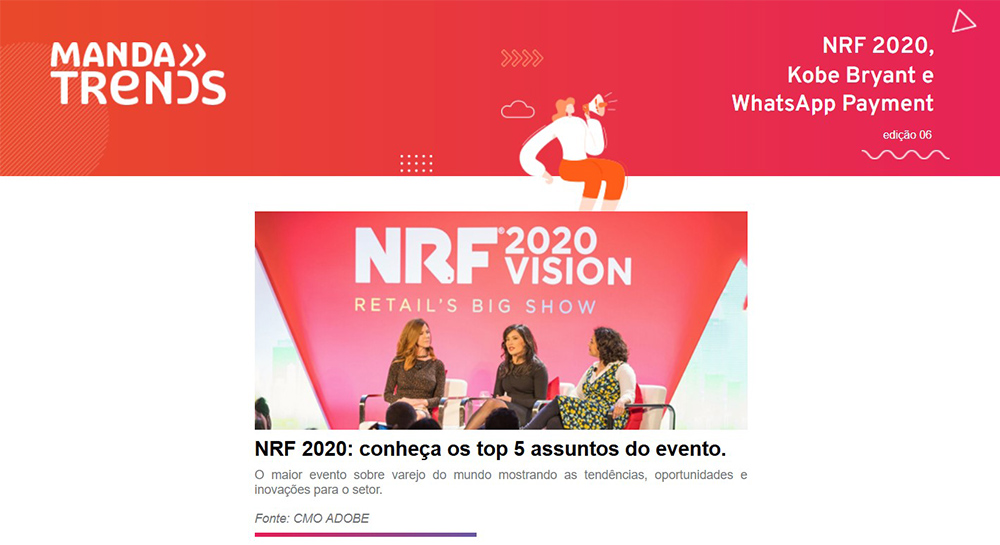 MANDA
TRENDS
NRF 2020,
Kobe Bryant e
WhatsApp Payment
edição 06
NRF® 2020
VISION
RETAIL'S BIG SHOW
NRF 2020: conheça os top 5 assuntos do evento.
O maior evento sobre varejo do mundo mostrando as tendências, oportunidades e
inovações para o setor.
Fonte: CMO ADOBE